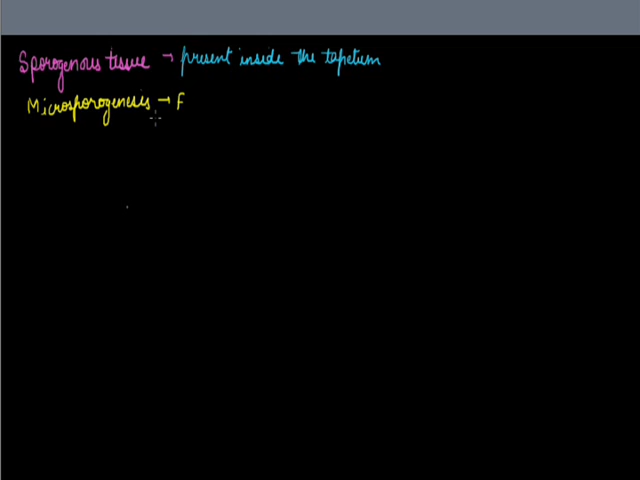 Sporogenous tissue → present inside the tapetum
Microsporogenesis → F